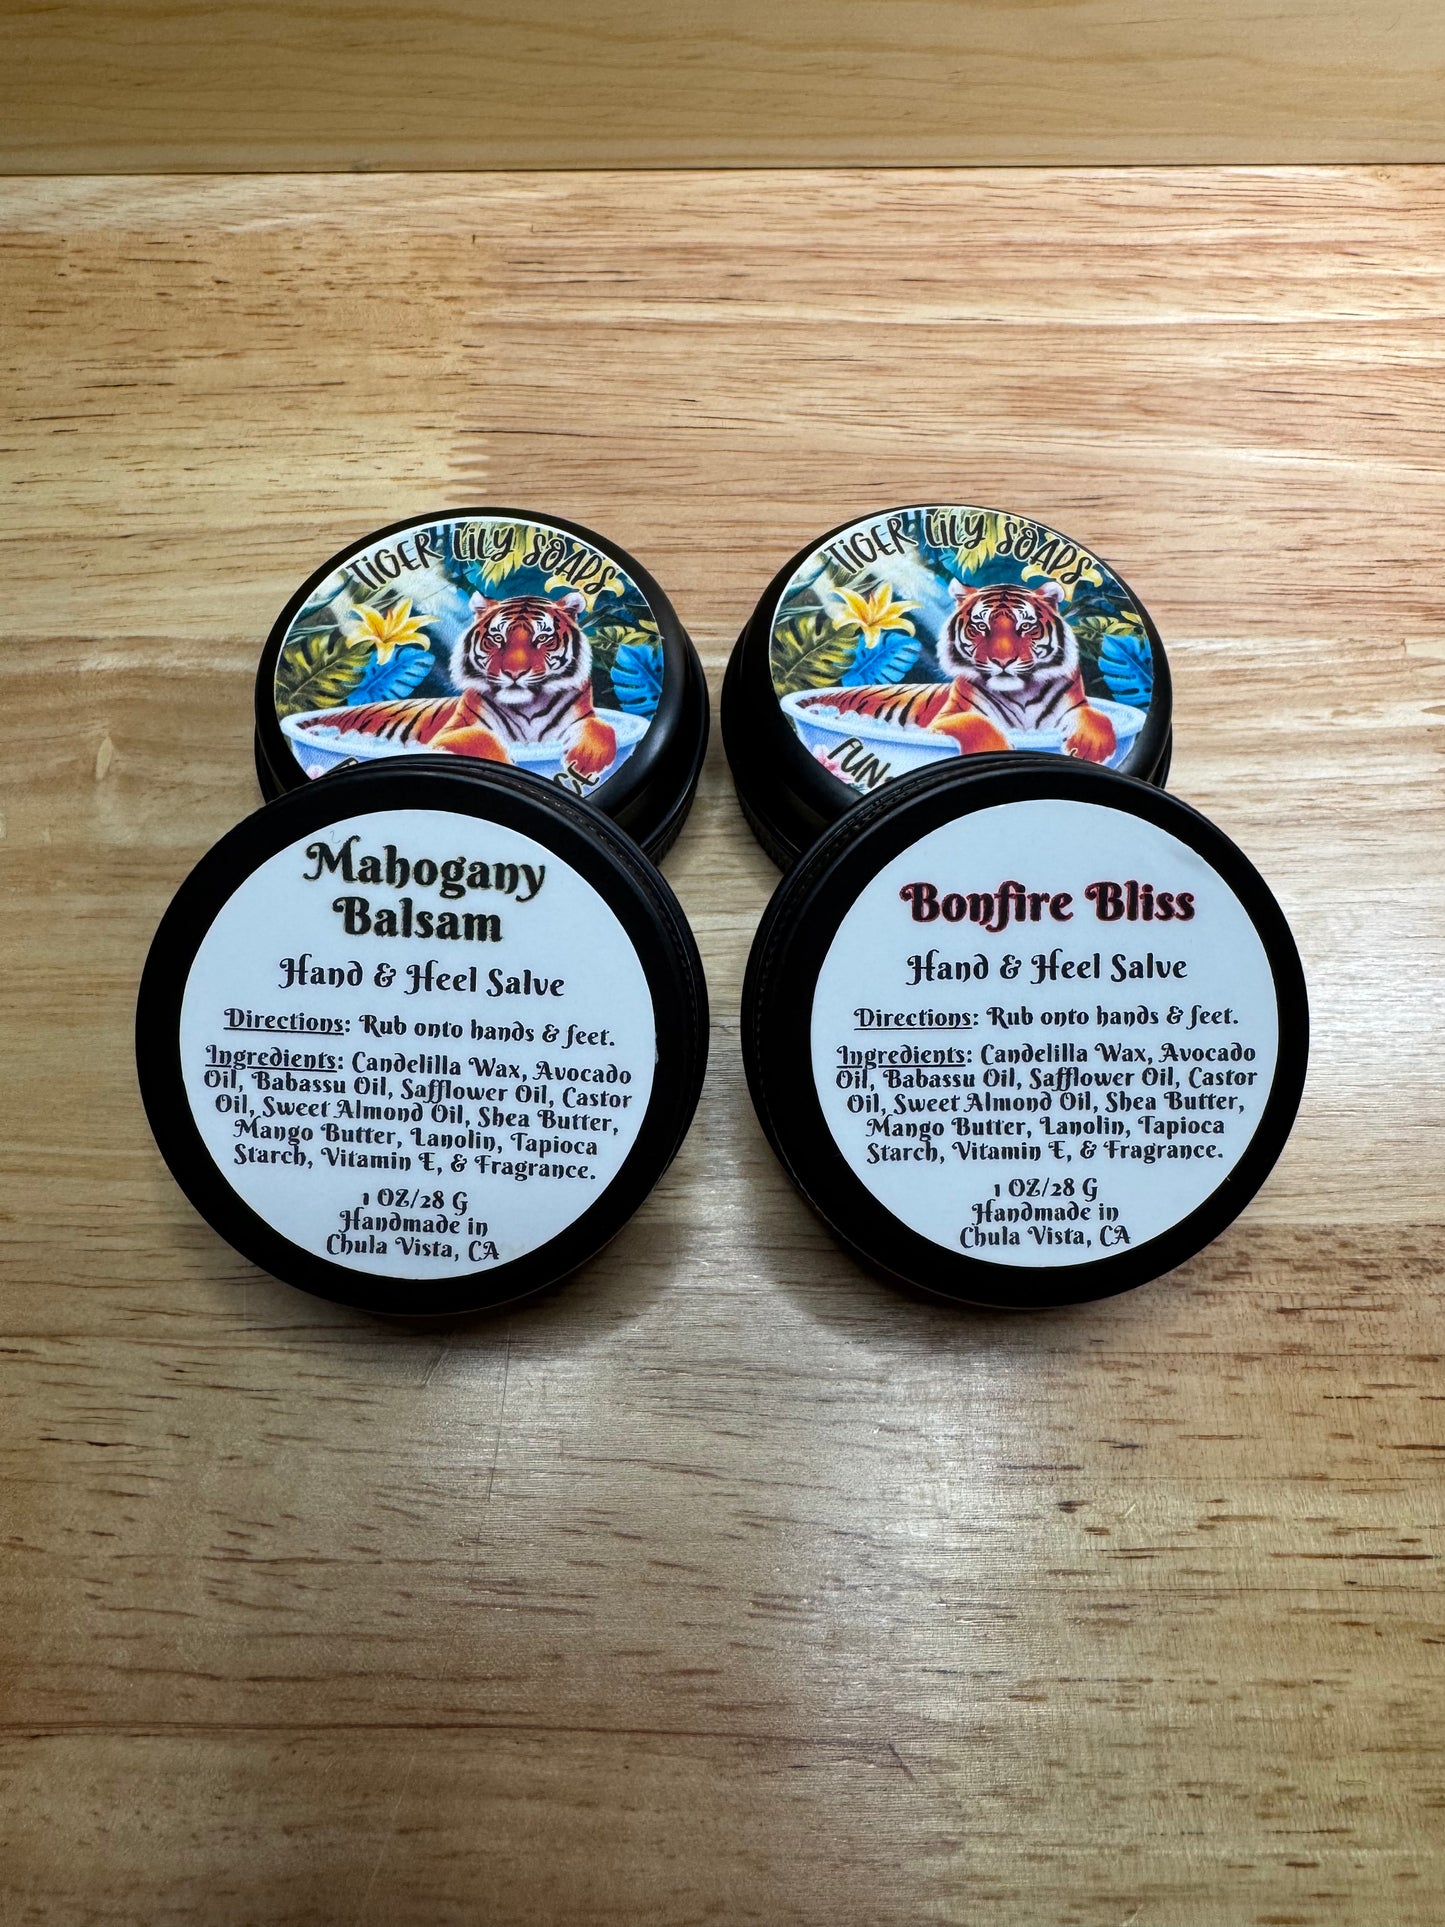 TIGER LILY SOAPS
TIGER LILY SOAPS
FUN
Mahogany
Balsam
Hand & Heel Salve
Directions: Rub onto hands & feet.
Ingredients: Candelilla Wax, Avocado
Oil, Babassu Oil, Safflower Oil, Castor
Oil, Sweet Almond Oil, Shea Butter,
Mango Butter, Lanolin, Tapioca
Starch, Vitamin E, & Fragrance.
1 OZ/28 G
Handmade in
Chula Vista, CA
Bonfire Bliss
Hand & Heel Salve
Directions: Rub onto hands & feet.
Ingredients: Candelilla Wax, Avocado
Oil, Babassu Oil, Safflower Oil, Castor
Oil, Sweet Almond Oil, Shea Butter,
Mango Butter, Lanolin, Tapioca
Starch, Vitamin E, & Fragrance.
1 OZ/28 G
Handmade in
Chula Vista, CA